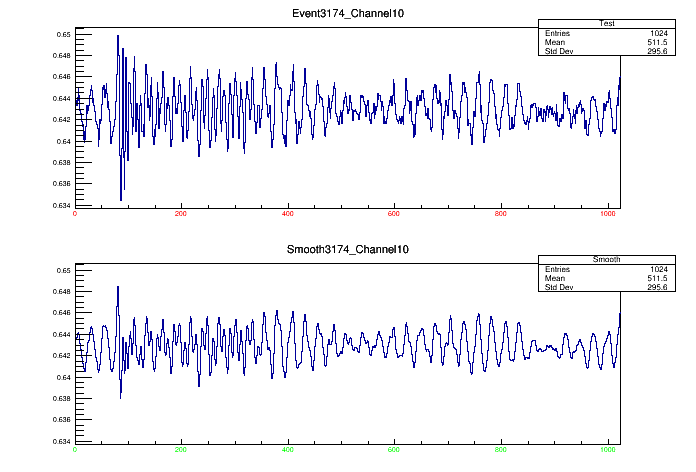 Event3174_Channel10
Test
Entries 1024
Mean 511.5
Std Dev 295.6
0.65
0.648
0.646
0.644
0.642
0.64
0.638
0.636
0.634
0 200 400 600 800 1000
Smooth3174_Channel10
Smooth
Entries 1024
Mean 511.5
Std Dev 295.6
0.65
0.648
0.646
0.644
0.642
0.64
0.638
0.636
0.634
0 200 400 600 800 1000